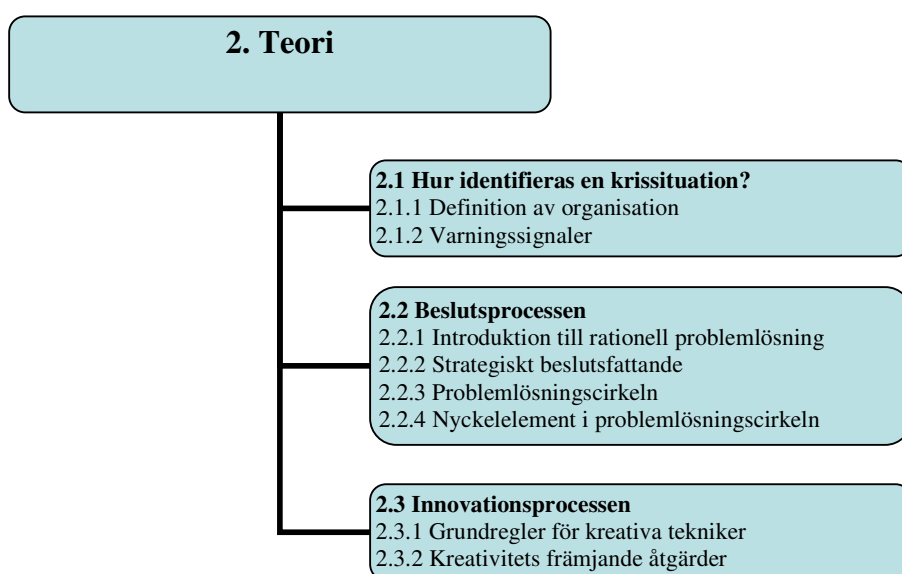 2. Teori
2.1 Hur identifieras en krissituation?
2.1.1 Definition av organisation
2.1.2 Varningssignaler
2.2 Beslutsprocessen
2.2.1 Introduktion till rationell problemlösning
2.2.2 Strategiskt beslutsfattande
2.2.3 Problemlösningscirkeln
2.2.4 Nyckelelement i problemlösningscirkeln
2.3 Innovationsprocessen
2.3.1 Grundregler för kreativa tekniker
2.3.2 Kreativitets främjande åtgärder